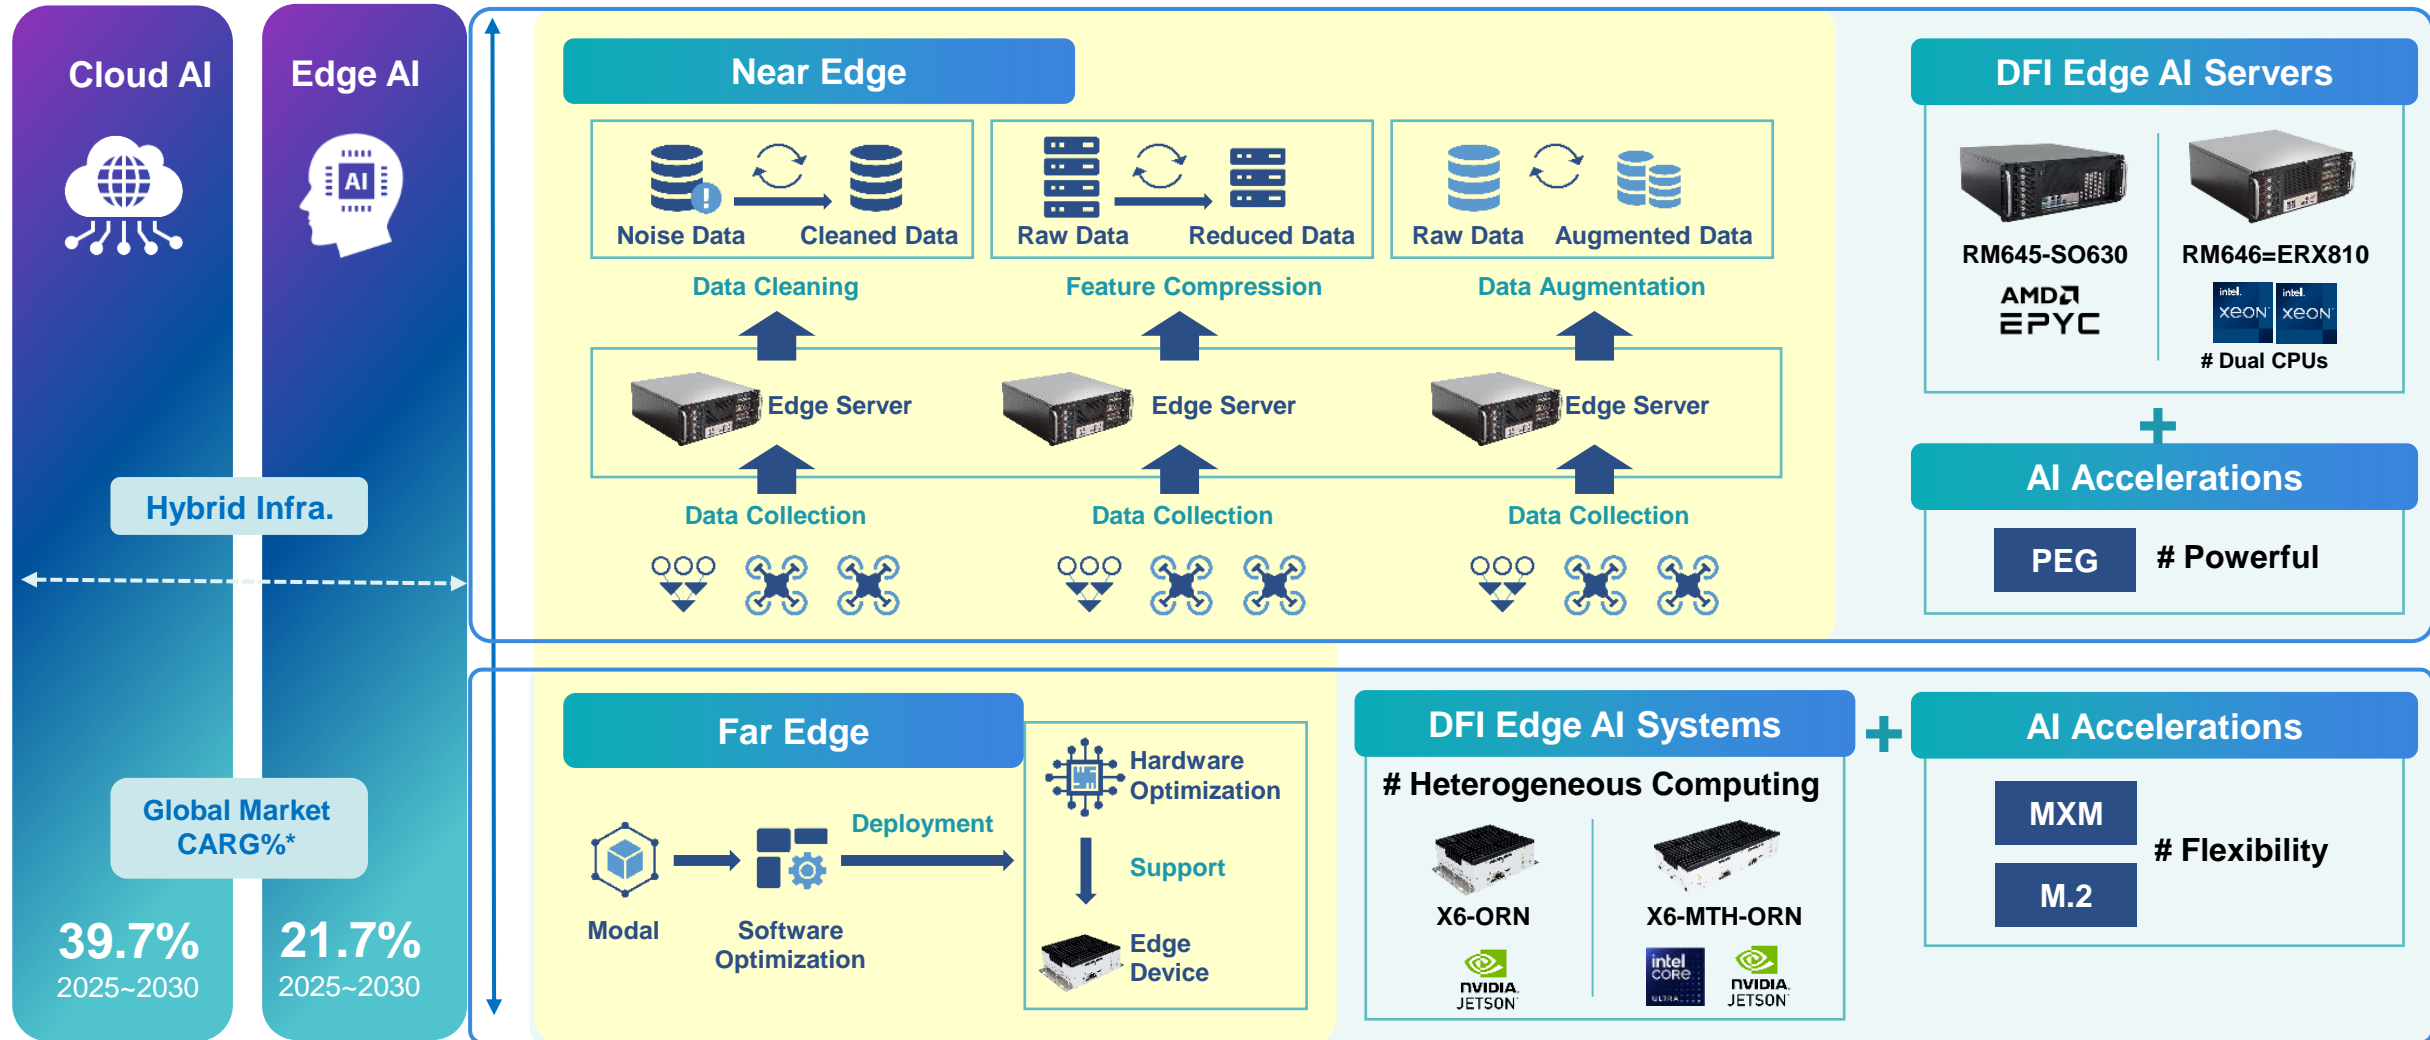 Cloud AI
Edge AI
AI
Hybrid Infra.
Global Market
CARG%*
39.7%
2025~2030
21.7%
2025~2030
Near Edge
Noise Data
Cleaned Data
Data Cleaning
Raw Data
Reduced Data
Feature Compression
Raw Data
Augmented Data
Data Augmentation
Edge Server
Edge Server
Edge Server
Data Collection
Data Collection
Data Collection
DFI Edge AI Servers
RM645-SO630
AMD
EPYC
RM646=ERX810
intel.
xeon
intel.
xeon
# Dual CPUs
+
AI Accelerations
PEG
# Powerful
Far Edge
Modal
Software
Optimization
Deployment
Hardware
Optimization
Support
Edge
Device
DFI Edge AI Systems
# Heterogeneous Computing
X6-ORN
NVIDIA.
JETSON
X6-MTH-ORN
intel
CORE
ULTRA
NVIDIA.
JETSON
+
AI Accelerations
MXM
M.2
# Flexibility